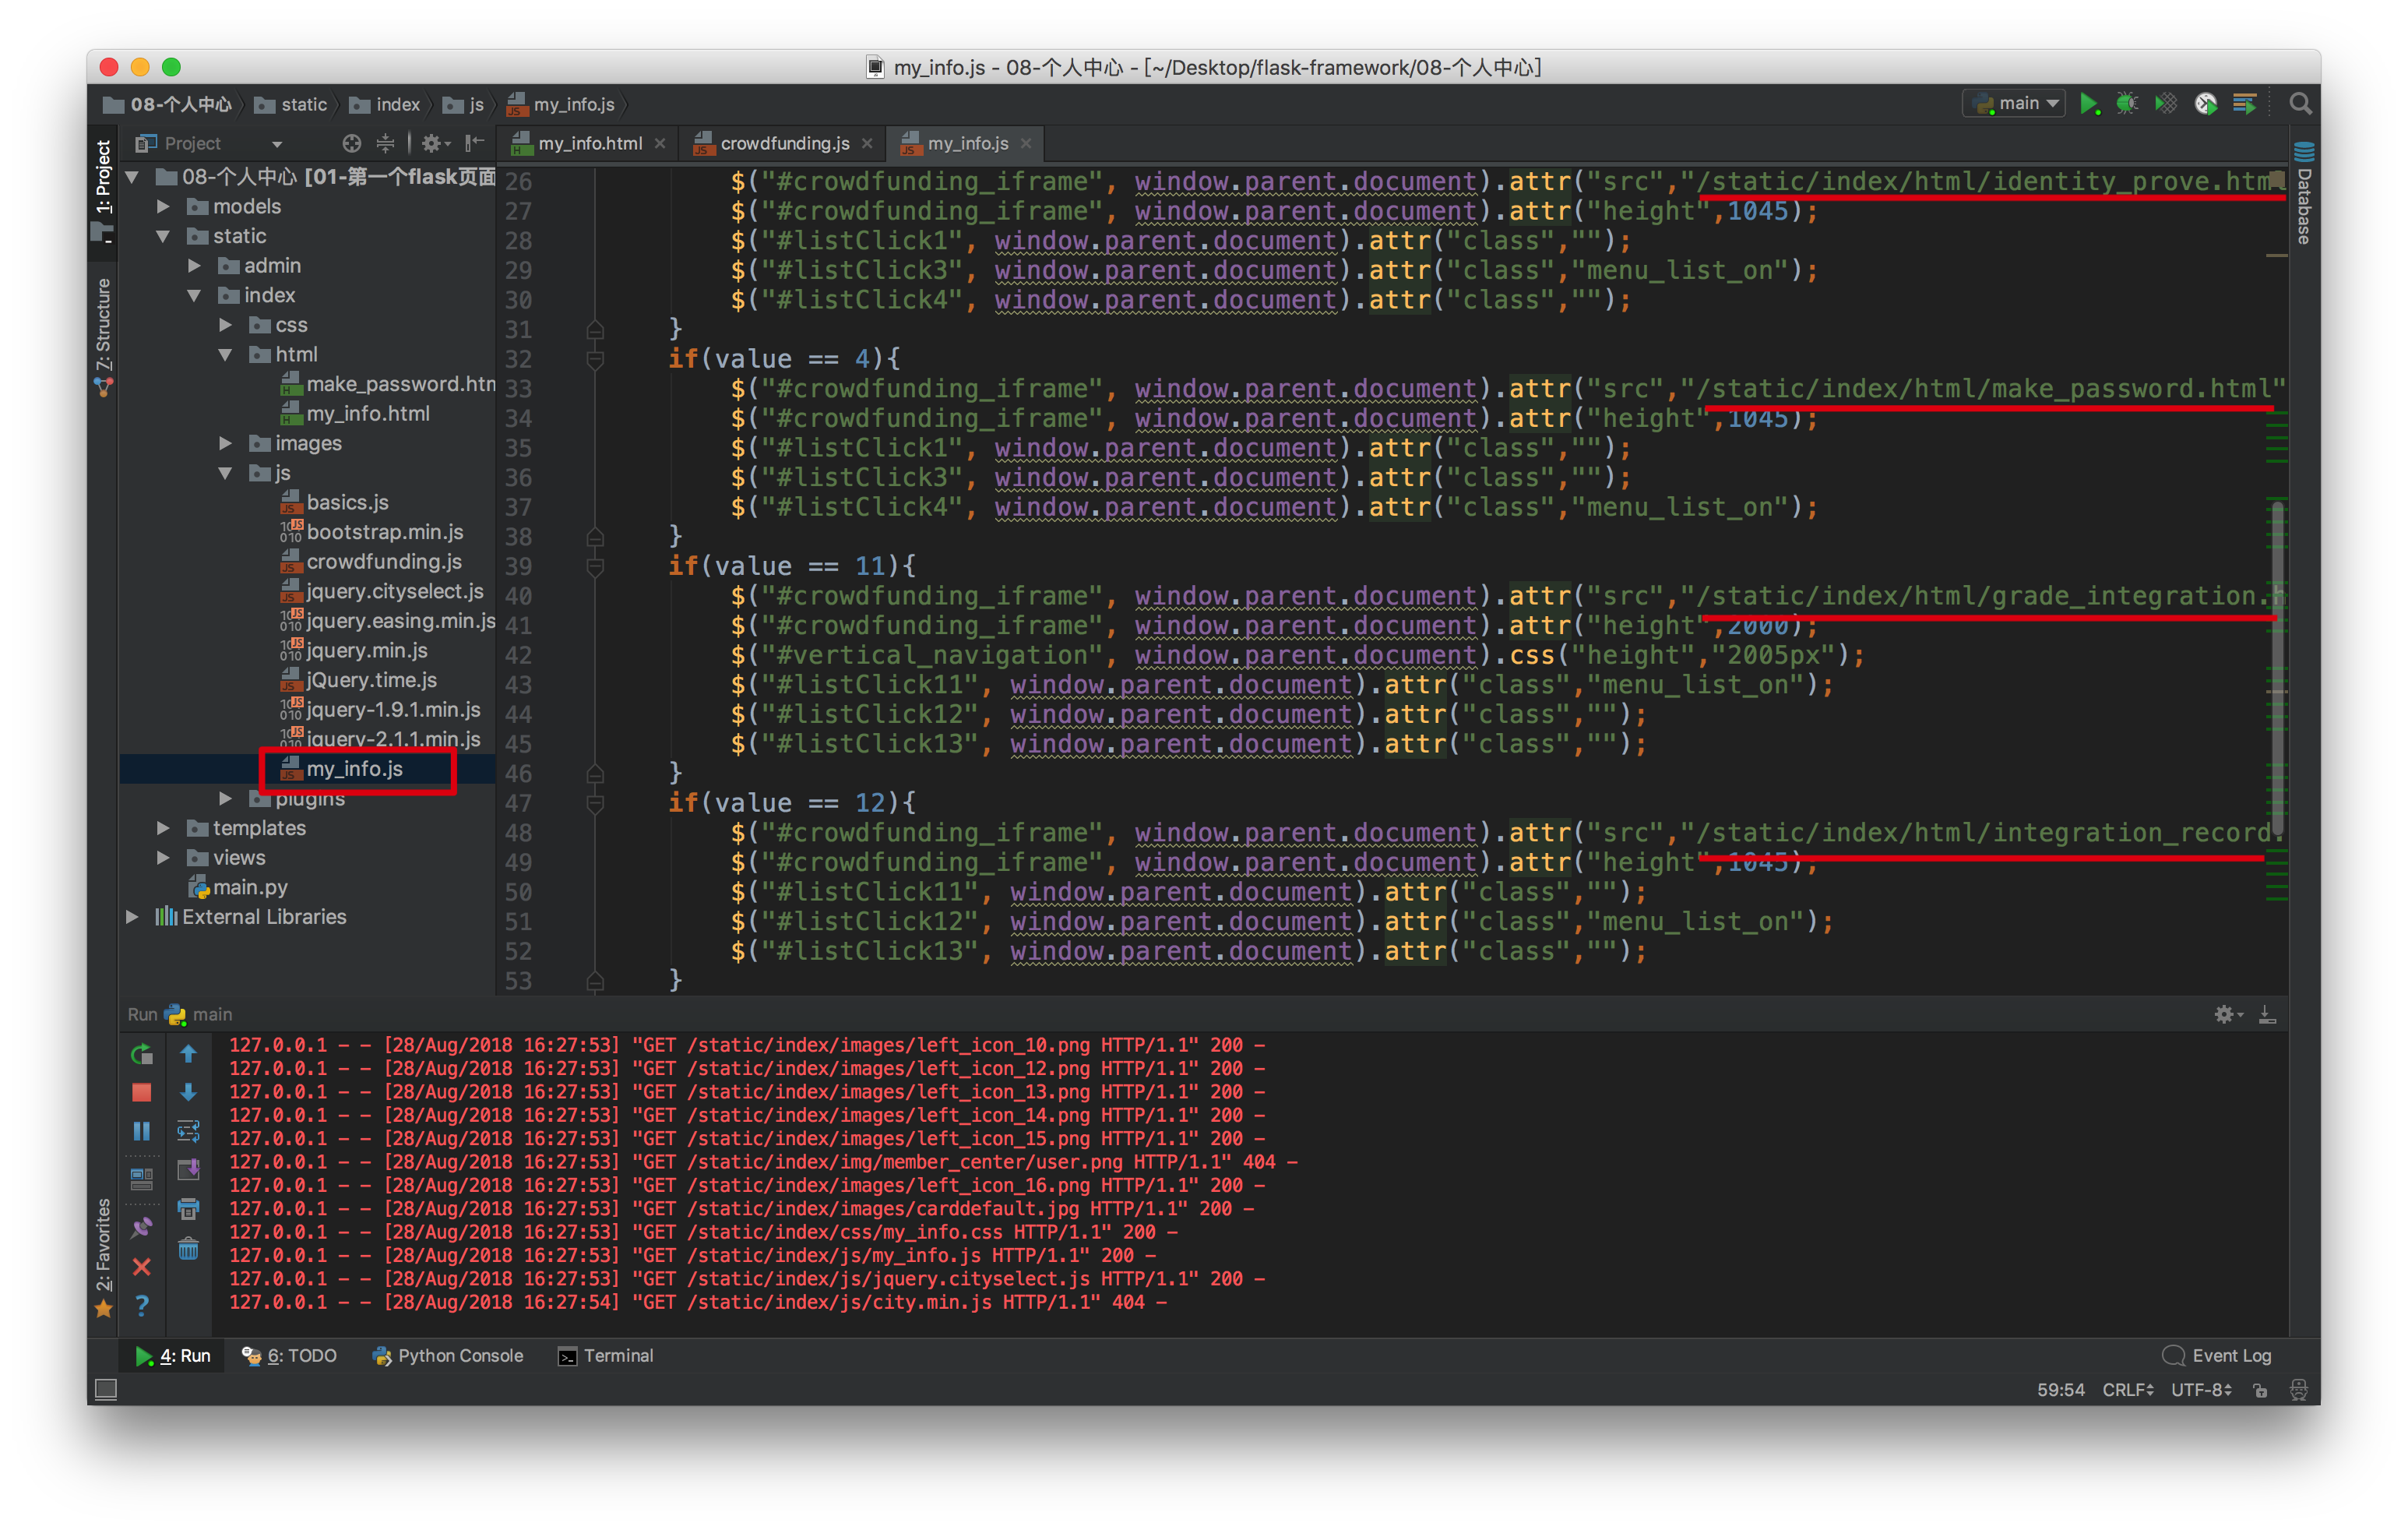 my_info.js - 08-个人中心 - [~/Desktop/flask-framework/08-个人中心]
08-个人中心 static index js my_info.js main
1: Project
Z: Structure
2: Favorites
Project
08-个人中心 [01-第一个flask页面
models
static
admin
index
css
html
make_password.htm
my_info.html
images
js
basics.js
bootstrap.min.js
crowdfunding.js
jquery.cityselect.js
jquery.easing.min.js
jquery.min.js
jQuery.time.js
jquery-1.9.1.min.js
jquery-2.1.1.min.js
my_info.js
plugins
templates
views
main.py
External Libraries
my_info.html crowdfunding.js my_info.js
26 $("#crowdfunding_iframe", window.parent.document).attr("src","/static/index/html/identity_prove.htm
27 $("#crowdfunding_iframe", window.parent.document).attr("height",1045);
28 $("#listClick1", window.parent.document).attr("class","");
29 $("#listClick3", window.parent.document).attr("class","menu_list_on");
30 $("#listClick4", window.parent.document).attr("class","");
31 }
32 if(value == 4){
33 $("#crowdfunding_iframe", window.parent.document).attr("src","/static/index/html/make_password.html"
34 $("#crowdfunding_iframe", window.parent.document).attr("height",1045);
35 $("#listClick1", window.parent.document).attr("class","");
36 $("#listClick3", window.parent.document).attr("class","");
37 $("#listClick4", window.parent.document).attr("class","menu_list_on");
38 }
39 if(value == 11){
40 $("#crowdfunding_iframe", window.parent.document).attr("src","/static/index/html/grade_integration.h
41 $("#crowdfunding_iframe", window.parent.document).attr("height",2000);
42 $("#vertical_navigation", window.parent.document).css("height","2005px");
43 $("#listClick11", window.parent.document).attr("class","menu_list_on");
44 $("#listClick12", window.parent.document).attr("class","");
45 $("#listClick13", window.parent.document).attr("class","");
46 }
47 if(value == 12){
48 $("#crowdfunding_iframe", window.parent.document).attr("src","/static/index/html/integration_record.
49 $("#crowdfunding_iframe", window.parent.document).attr("height",1045);
50 $("#listClick11", window.parent.document).attr("class","");
51 $("#listClick12", window.parent.document).attr("class","menu_list_on");
52 $("#listClick13", window.parent.document).attr("class","");
53 }
Database
Run main
127.0.0.1 - - [28/Aug/2018 16:27:53] "GET /static/index/images/left_icon_10.png HTTP/1.1" 200 -
127.0.0.1 - - [28/Aug/2018 16:27:53] "GET /static/index/images/left_icon_12.png HTTP/1.1" 200 -
127.0.0.1 - - [28/Aug/2018 16:27:53] "GET /static/index/images/left_icon_13.png HTTP/1.1" 200 -
127.0.0.1 - - [28/Aug/2018 16:27:53] "GET /static/index/images/left_icon_14.png HTTP/1.1" 200 -
127.0.0.1 - - [28/Aug/2018 16:27:53] "GET /static/index/images/left_icon_15.png HTTP/1.1" 200 -
127.0.0.1 - - [28/Aug/2018 16:27:53] "GET /static/index/img/member_center/user.png HTTP/1.1" 404 -
127.0.0.1 - - [28/Aug/2018 16:27:53] "GET /static/index/images/left_icon_16.png HTTP/1.1" 200 -
127.0.0.1 - - [28/Aug/2018 16:27:53] "GET /static/index/images/carddefault.jpg HTTP/1.1" 200 -
127.0.0.1 - - [28/Aug/2018 16:27:53] "GET /static/index/css/my_info.css HTTP/1.1" 200 -
127.0.0.1 - - [28/Aug/2018 16:27:53] "GET /static/index/js/my_info.js HTTP/1.1" 200 -
127.0.0.1 - - [28/Aug/2018 16:27:53] "GET /static/index/js/jquery.cityselect.js HTTP/1.1" 200 -
127.0.0.1 - - [28/Aug/2018 16:27:54] "GET /static/index/js/city.min.js HTTP/1.1" 404 -
4: Run 6: TODO Python Console Terminal Event Log
59:54 CRLF UTF-8